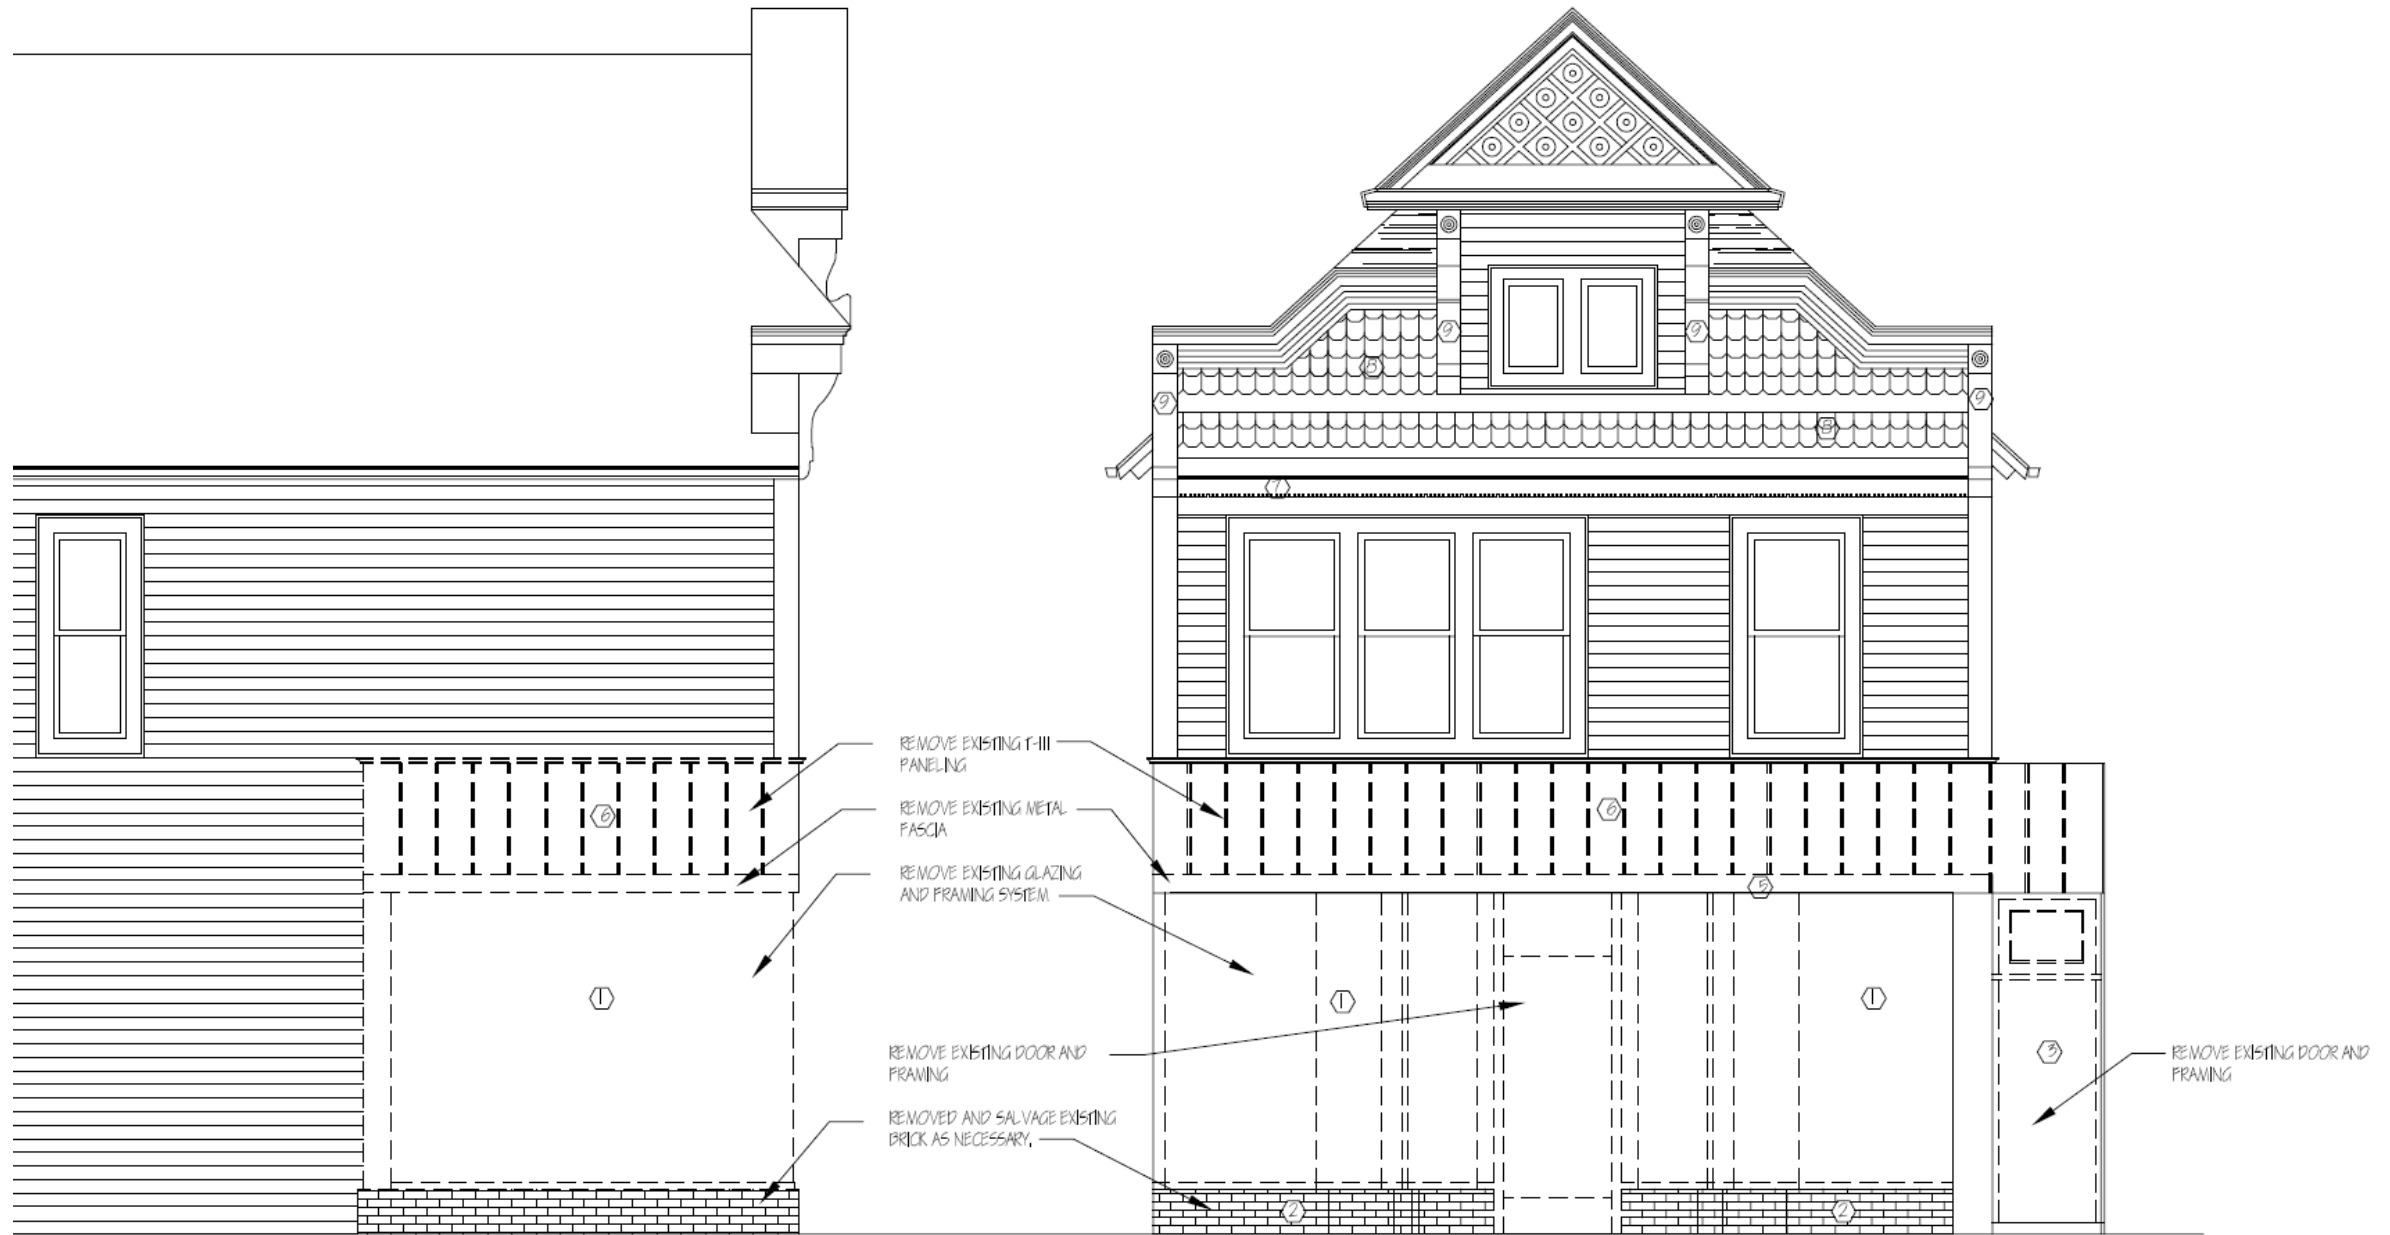 9
9
8
9
9
8
7
REMOVE EXISTING T-111
PANELING
6
6
REMOVE EXISTING METAL
FASCIA
5
REMOVE EXISTING GLAZING
AND FRAMING SYSTEM
1
1
1
REMOVE EXISTING DOOR AND
FRAMING
3
REMOVE EXISTING DOOR AND
FRAMING
REMOVED AND SALVAGE EXISTING
BRICK AS NECESSARY.
2
2